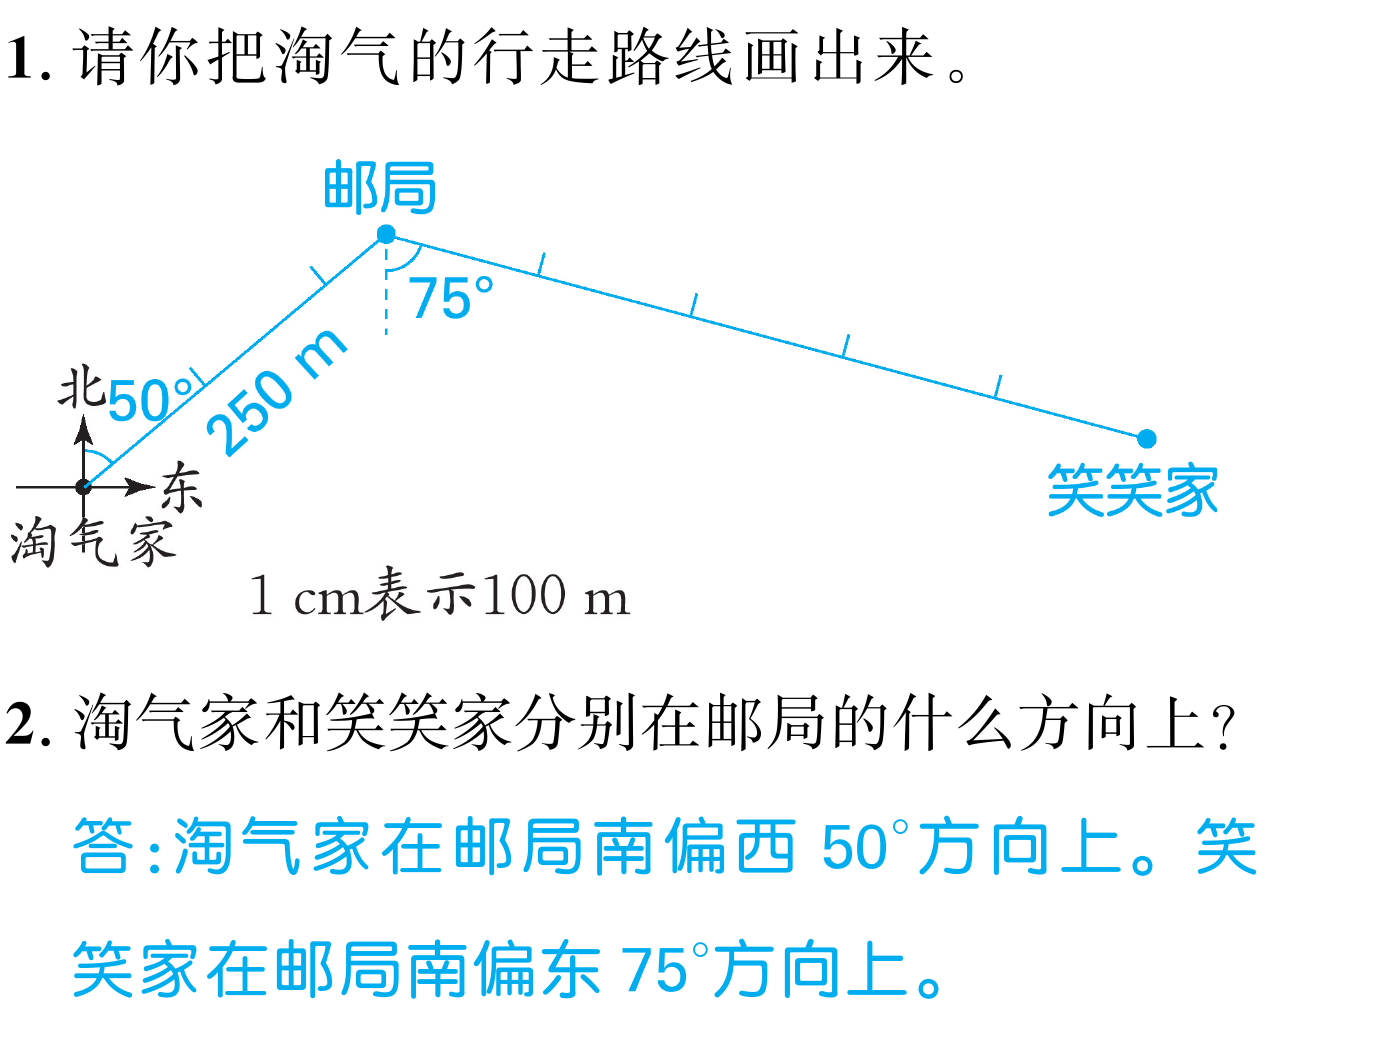 1. 请你把淘气的行走路线画出来。
邮局
75°
北
50°
250 m
东
淘气家
笑笑家
1 cm表示100 m
2. 淘气家和笑笑家分别在邮局的什么方向上?
答:淘气家在邮局南偏西 50°方向上。笑
笑家在邮局南偏东 75°方向上。